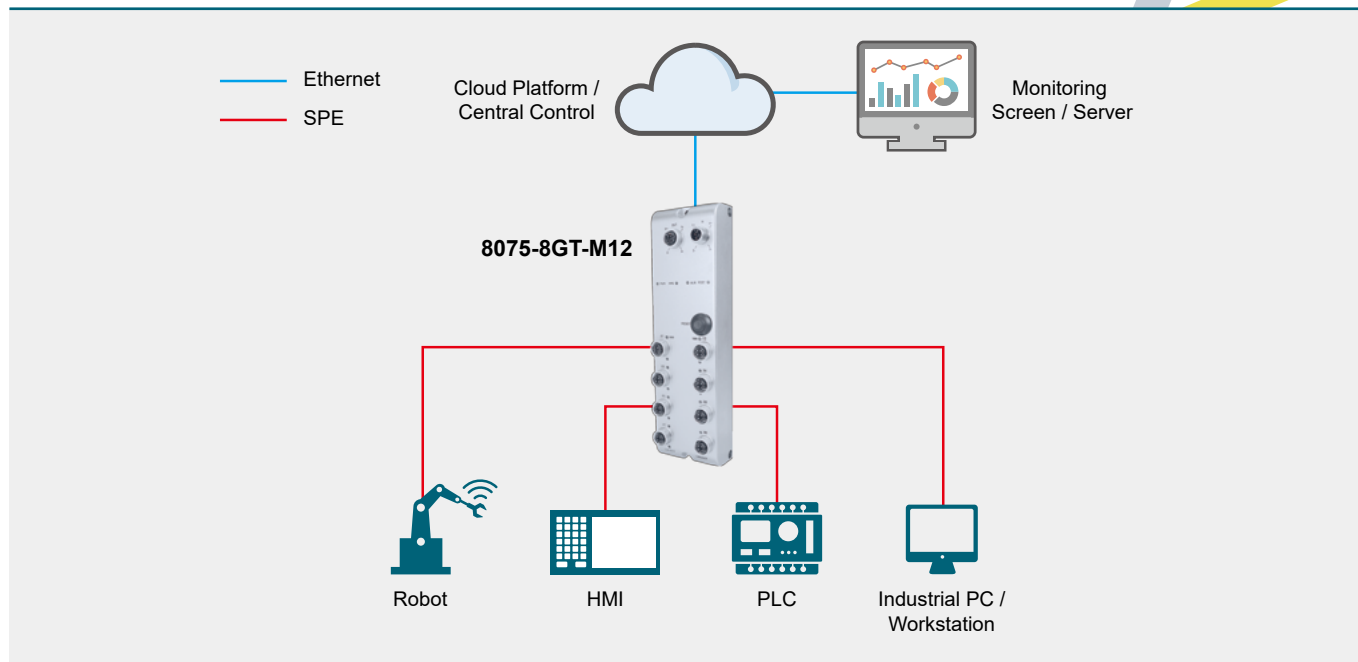 Ethernet
SPE
Cloud Platform /
Central Control
Monitoring
Screen / Server
8075-8GT-M12
Robot
HMI
PLC
Industrial PC /
Workstation